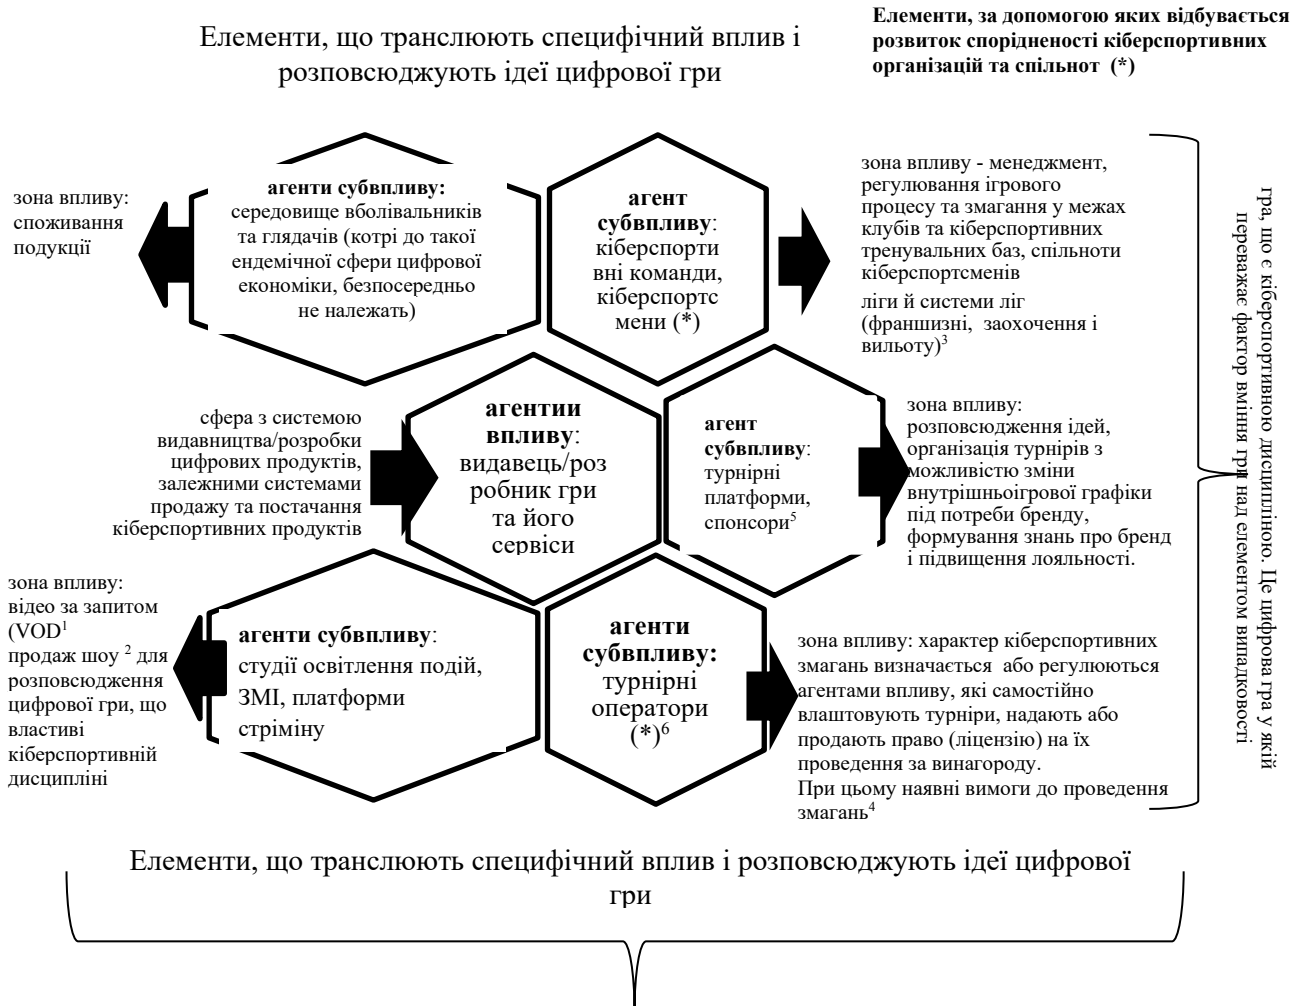 Елементи, що транслюють специфічний вплив і
розповсюджують ідеї цифрової гри
Елементи, за допомогою яких відбувається
розвиток спорідненості кіберспортивних
організацій та спільнот (*)
зона впливу:
споживання
подукції
агенти субвпливу:
середовище вболівальників
та глядачів (котрі до такої
ендемічної сфери цифрової
економіки, безпосередньо
не належать)
агент
субвпливу:
кіберспорти
вні команди,
кіберспортс
мени (*)
зона впливу - менеджмент,
регулювання ігрового
процесу та змагання у межах
клубів та кіберспортивних
тренувальних баз, спільноти
кіберспортсменів
ліги й системи ліг
(франшизні, заохочення і
вильоту)3
сфера з системою
видавництва/розробки
цифрових продуктів,
залежними системами
продажу та постачання
кіберспортивних продуктів
агентии
впливу:
видавець/роз
робник гри
та його
сервіси
агент
субвпливу:
турнірні
платформи,
спонсори5
зона впливу:
розповсюдження ідей,
організація турнірів з
можливістю зміни
внутрішньоігрової графіки
під потреби бренду,
формування знань про бренд
і підвищення лояльності.
зона впливу:
відео за запитом
(VOD1
продаж шоу 2 для
розповсюдження
цифрової гри, що
властиві
кіберспортивній
дисципліні
агенти субвпливу:
студії освітлення подій,
ЗМІ, платформи
стріміну
агенти
субвпливу:
турнірні
оператори
(*)6
зона впливу: характер кіберспортивних
змагань визначається або регулюються
агентами впливу, які самостійно
влаштовують турніри, надають або
продають право (ліцензію) на їх
проведення за винагороду.
При цьому наявні вимоги до проведення
змагань4
гра, що є кіберспортивною дисципліною. Це цифрова гра у якій
переважає фактор вміння гри над елементом випадковості
Елементи, що транслюють специфічний вплив і розповсюджують ідеї цифрової
гри